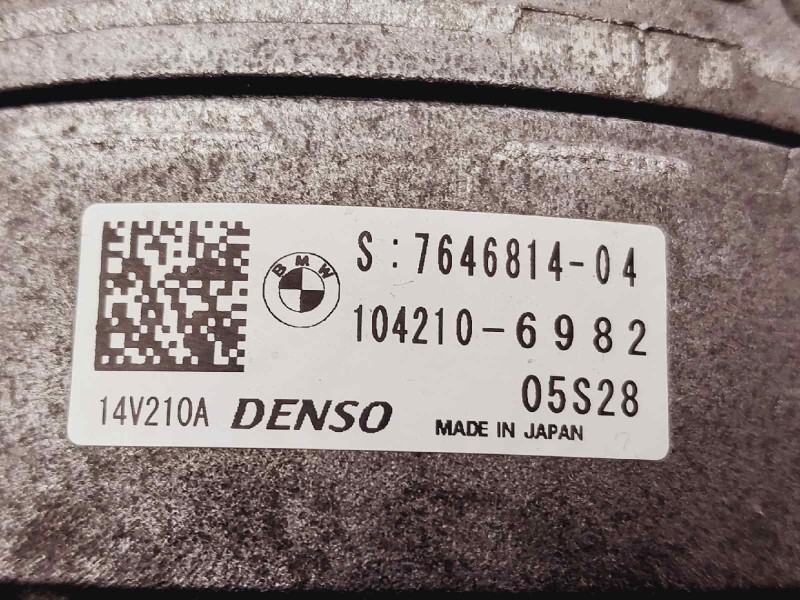 BMW
S:7646814-04
104210-6982
05S28
14V210A DENSO MADE IN JAPAN